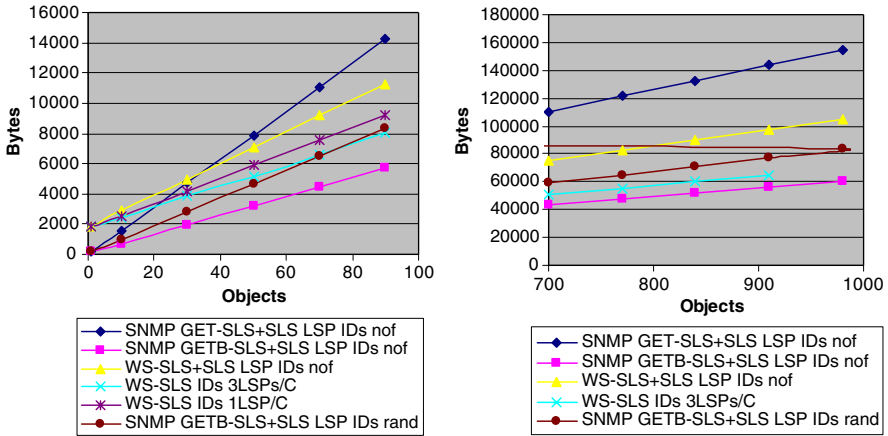 16000
14000
12000
10000
8000
6000
4000
2000
0
Bytes
0 20 40 60 80 100
Objects
SNMP GET-SLS+SLS LSP IDs nof
SNMP GETB-SLS+SLS LSP IDs nof
WS-SLS+SLS LSP IDs nof
WS-SLS IDs 3LSPs/C
WS-SLS IDs 1LSP/C
SNMP GETB-SLS+SLS LSP IDs rand
180000
160000
140000
120000
100000
80000
60000
40000
20000
0
Bytes
700 800 900 1000
Objects
SNMP GET-SLS+SLS LSP IDs nof
SNMP GETB-SLS+SLS LSP IDs nof
WS-SLS+SLS LSP IDs nof
WS-SLS IDs 3LSPs/C
SNMP GETB-SLS+SLS LSP IDs rand